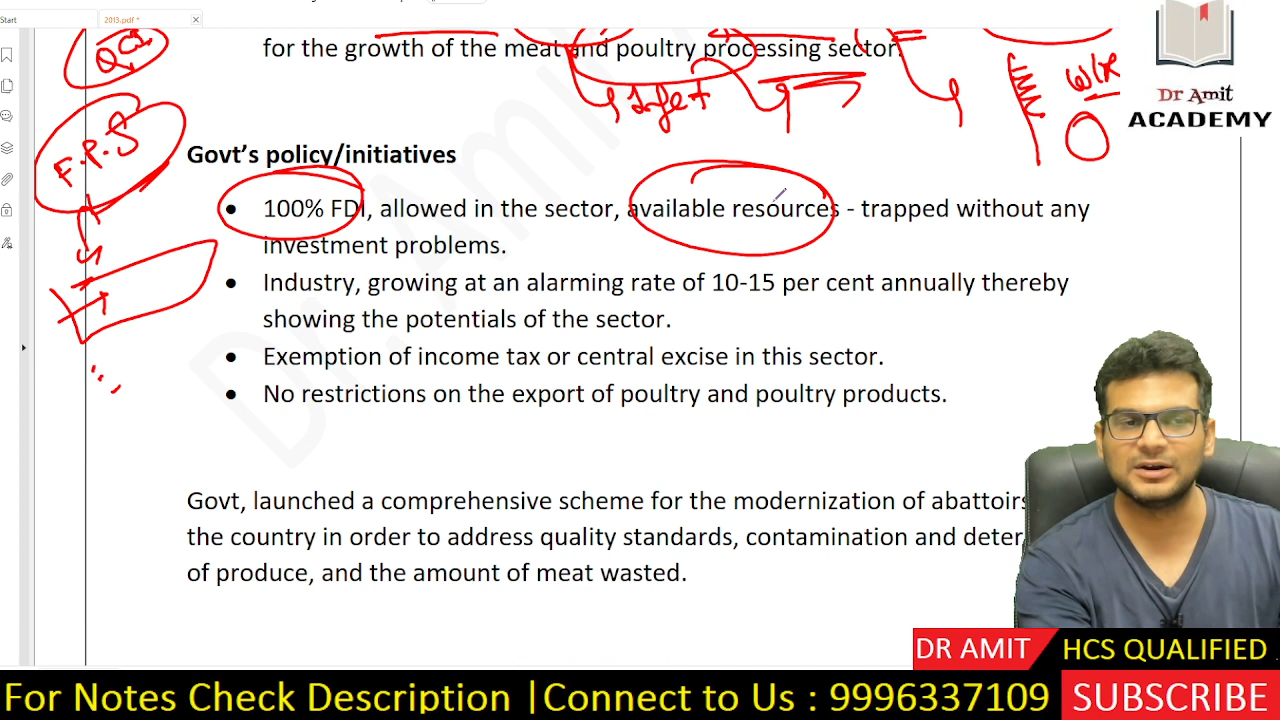 Start
2013.pdf *
for the growth of the meat and poultry processing sector.
F.P.S
Dr Amit
ACADEMY
Govt’s policy/initiatives
• 100% FDI, allowed in the sector, available resources - trapped without any
investment problems.
• Industry, growing at an alarming rate of 10-15 per cent annually thereby
showing the potentials of the sector.
• Exemption of income tax or central excise in this sector.
• No restrictions on the export of poultry and poultry products.
Govt, launched a comprehensive scheme for the modernization of abattoirs
the country in order to address quality standards, contamination and deter
of produce, and the amount of meat wasted.
DR AMIT HCS QUALIFIED
For Notes Check Description |Connect to Us : 9996337109 SUBSCRIBE